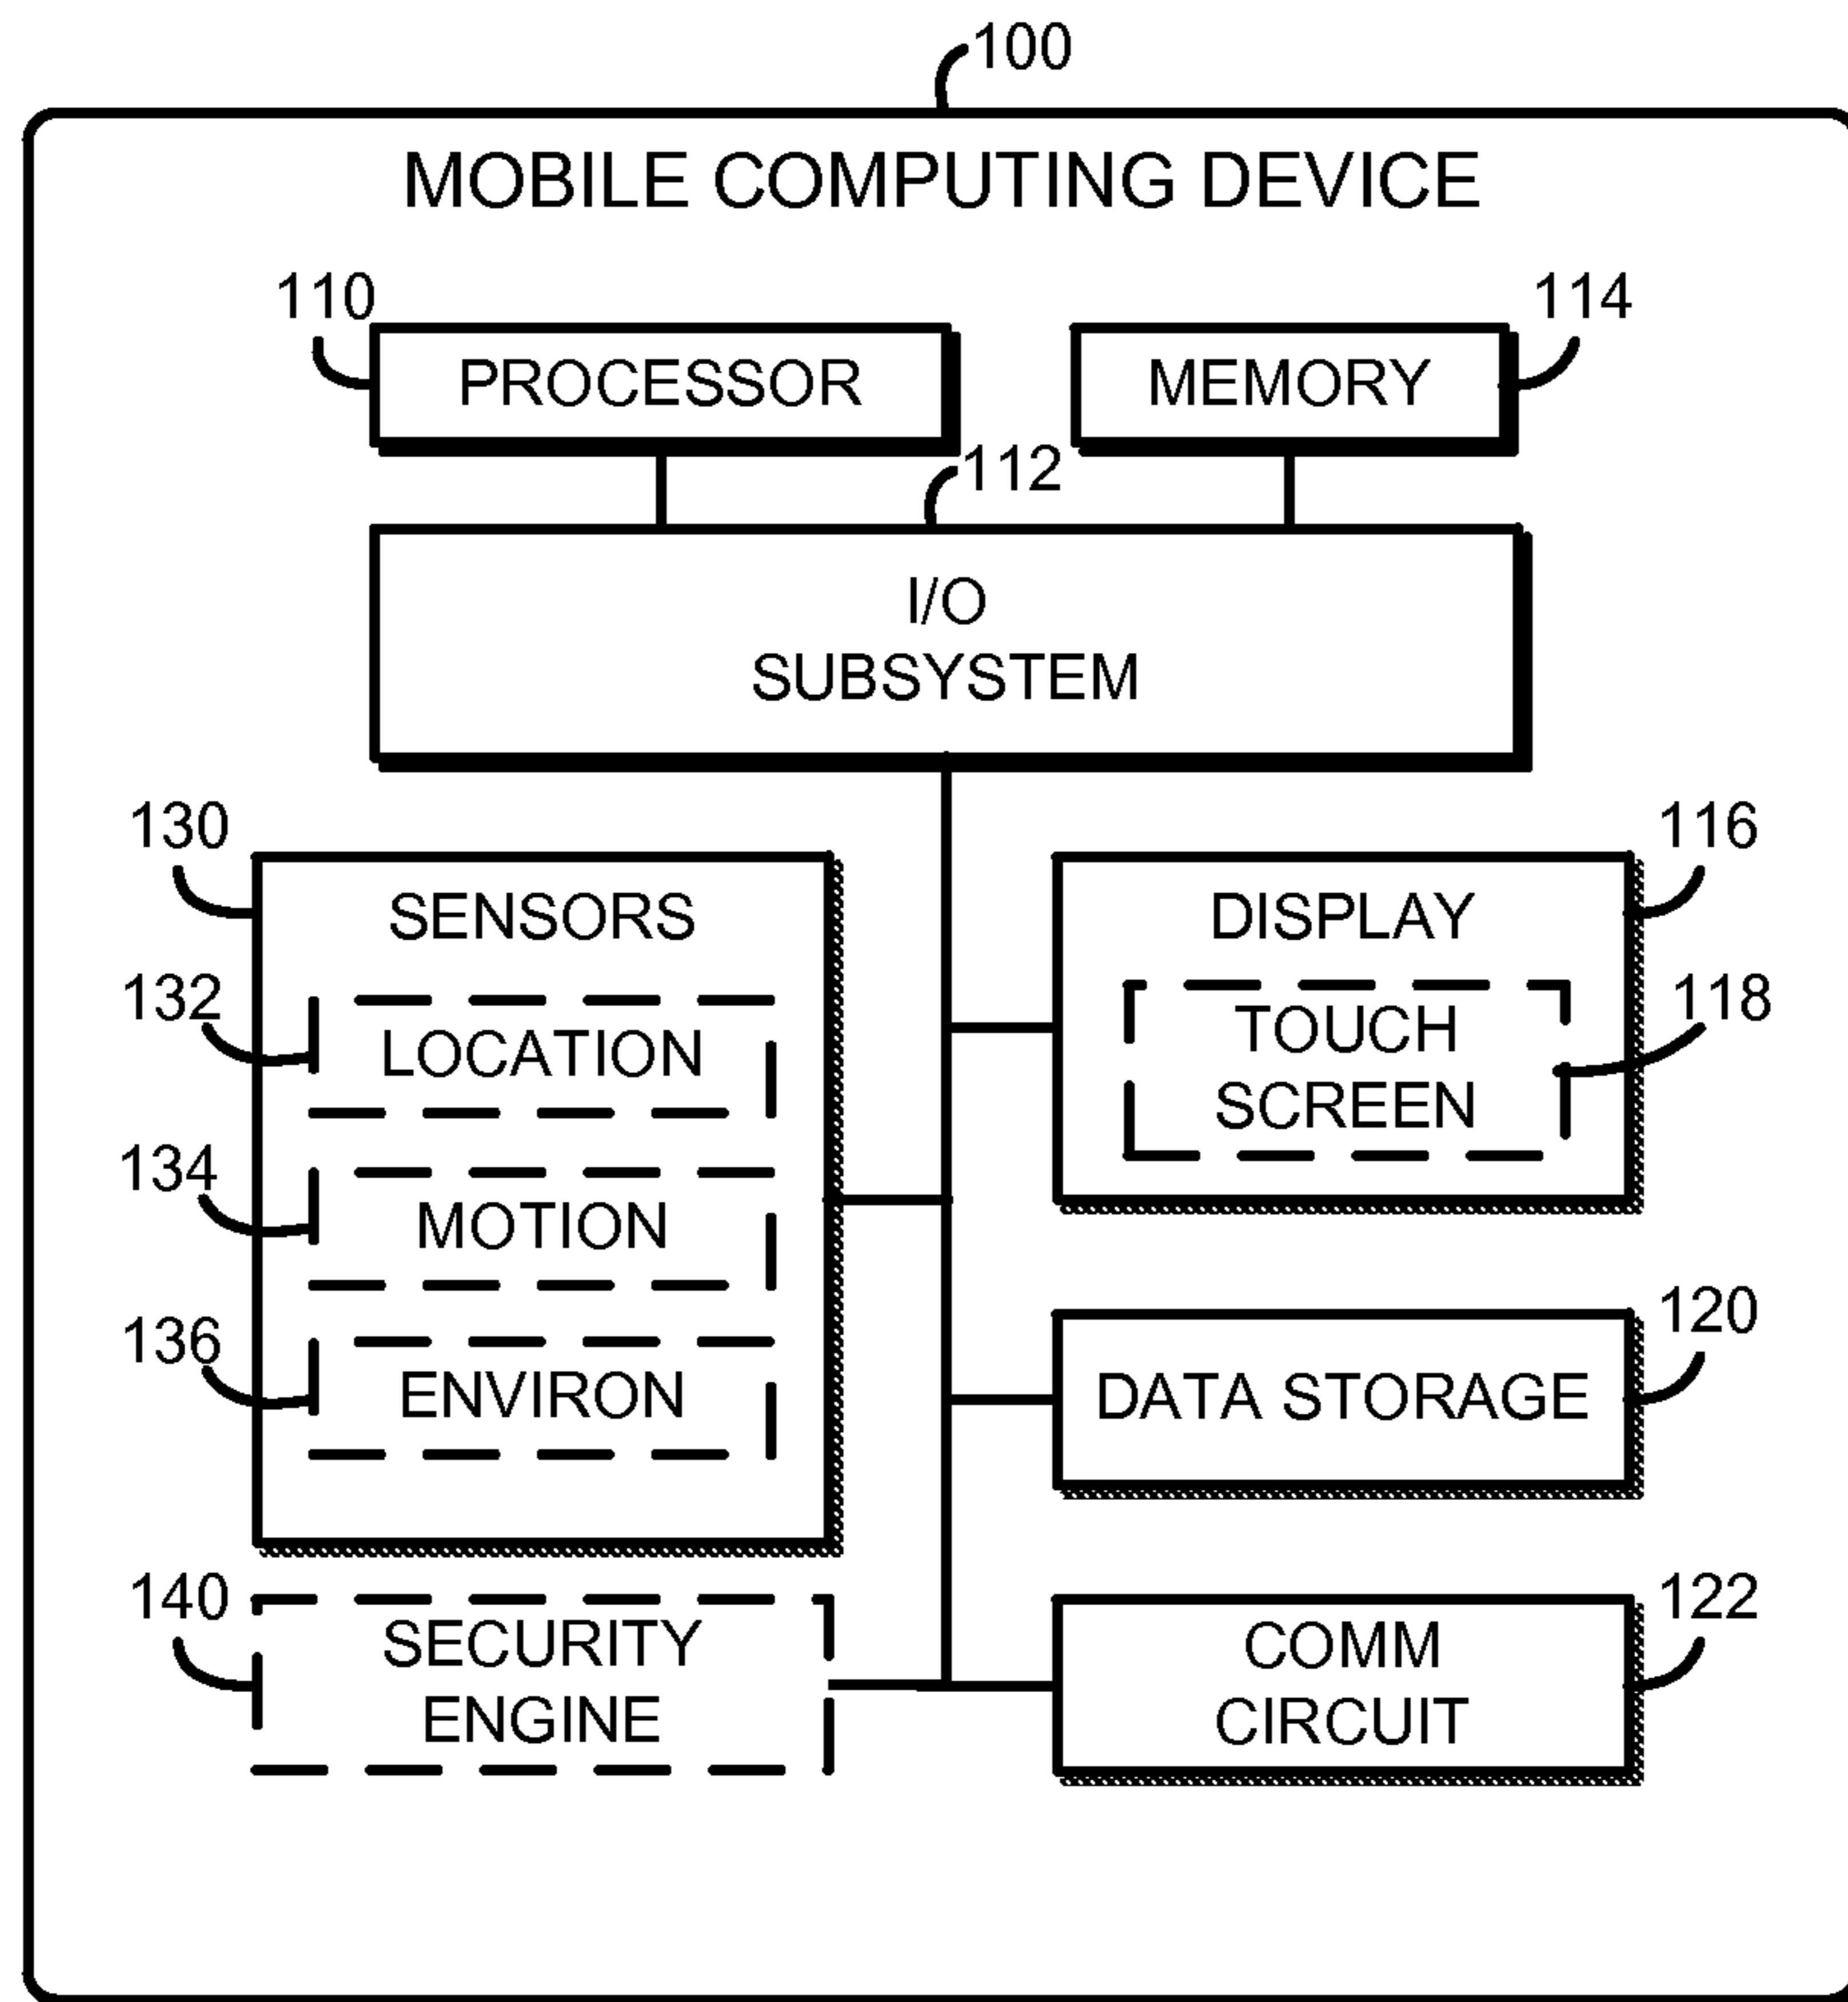 100
MOBILE COMPUTING DEVICE
110
114
PROCESSOR
MEMORY
112
I/O
SUBSYSTEM
130
116
SENSORS
DISPLAY
132
118
LOCATION
TOUCH
SCREEN
134
MOTION
136
120
ENVIRON
DATA STORAGE
140
122
SECURITY
ENGINE
COMM
CIRCUIT